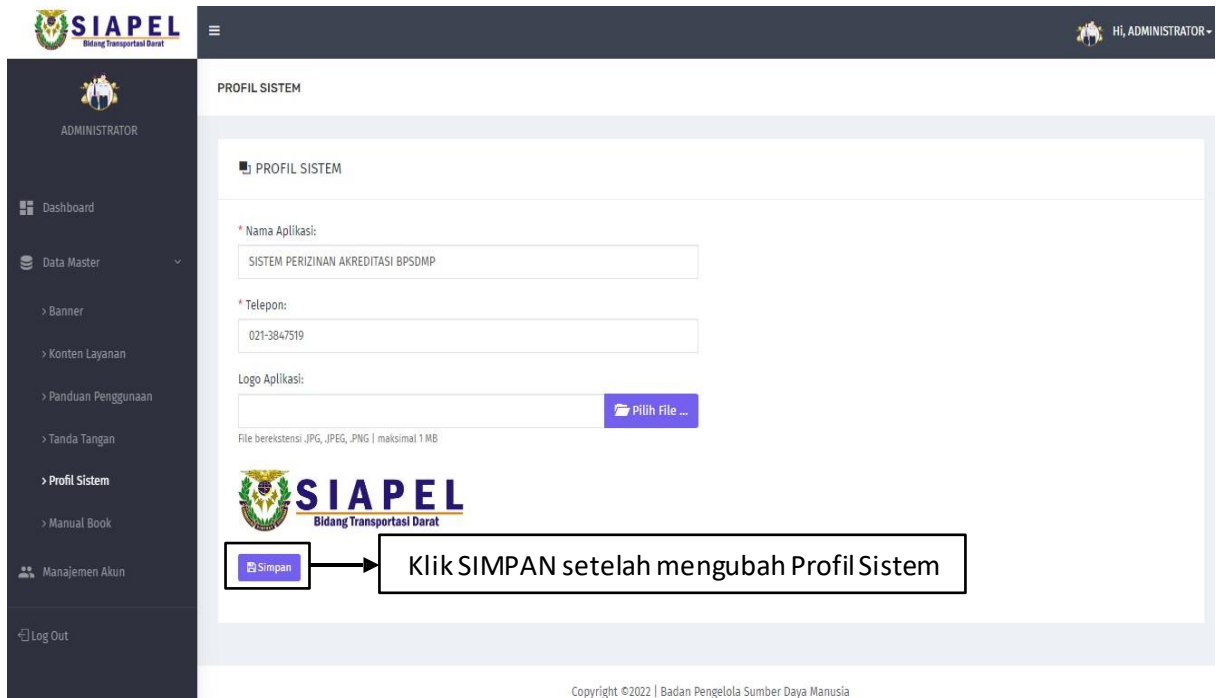 SIAPEL
Bidang Transportasi Darat
Hi, ADMINISTRATOR
ADMINISTRATOR
PROFIL SISTEM
PROFIL SISTEM
Dashboard
Data Master
> Banner
> Konten Layanan
> Panduan Penggunaan
> Tanda Tangan
> Profil Sistem
> Manual Book
Manajemen Akun
Log Out
* Nama Aplikasi:
SISTEM PERIZINAN AKREDITASI BPSDMP
* Telepon:
021-3847519
Logo Aplikasi:
Pilih File ...
File berekstensi .JPG, .JPEG, .PNG | maksimal 1 MB
SIAPEL
Bidang Transportasi Darat
Simpan
Klik SIMPAN setelah mengubah Profil Sistem
Copyright ©2022 | Badan Pengelola Sumber Daya Manusia